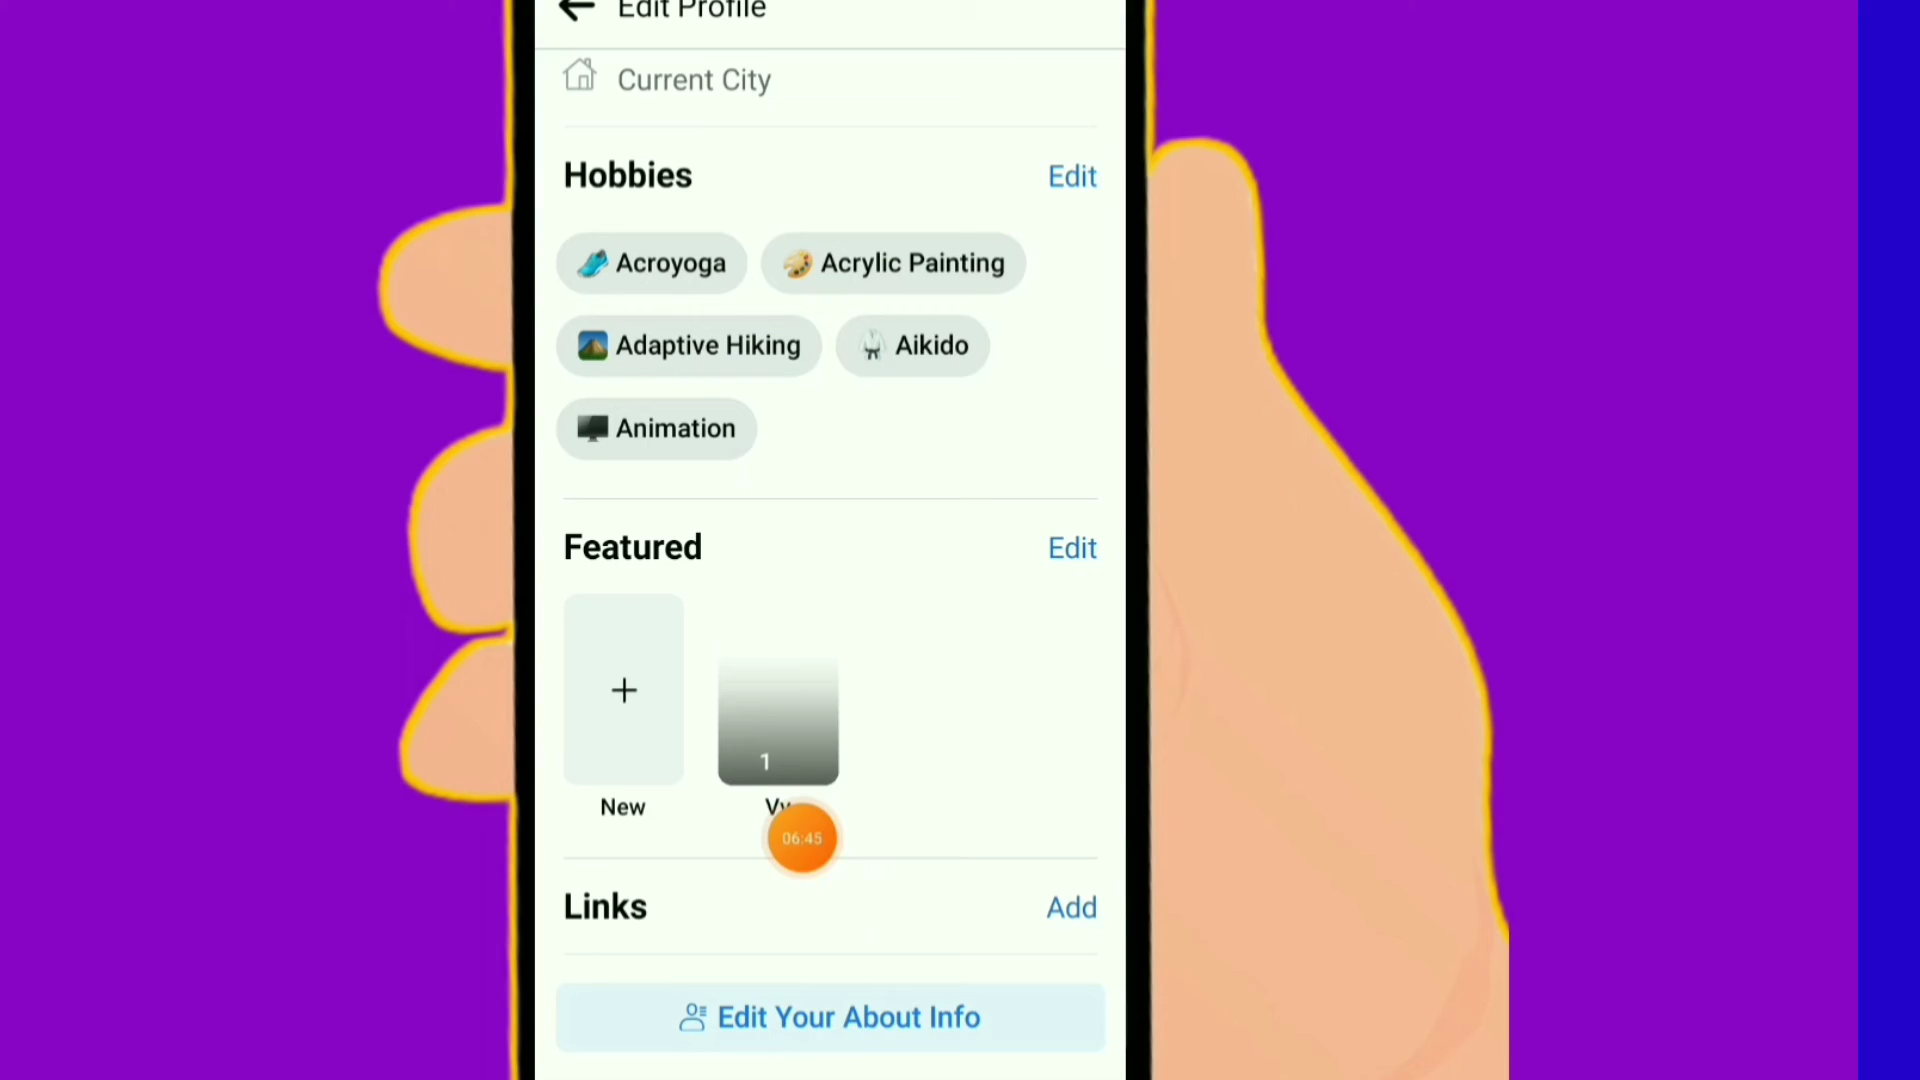 Edit Profile
Current City
Hobbies Edit
Acroyoga Acrylic Painting
Adaptive Hiking Aikido
Animation
Featured Edit
+
1
New
06:45
Links Add
Edit Your About Info